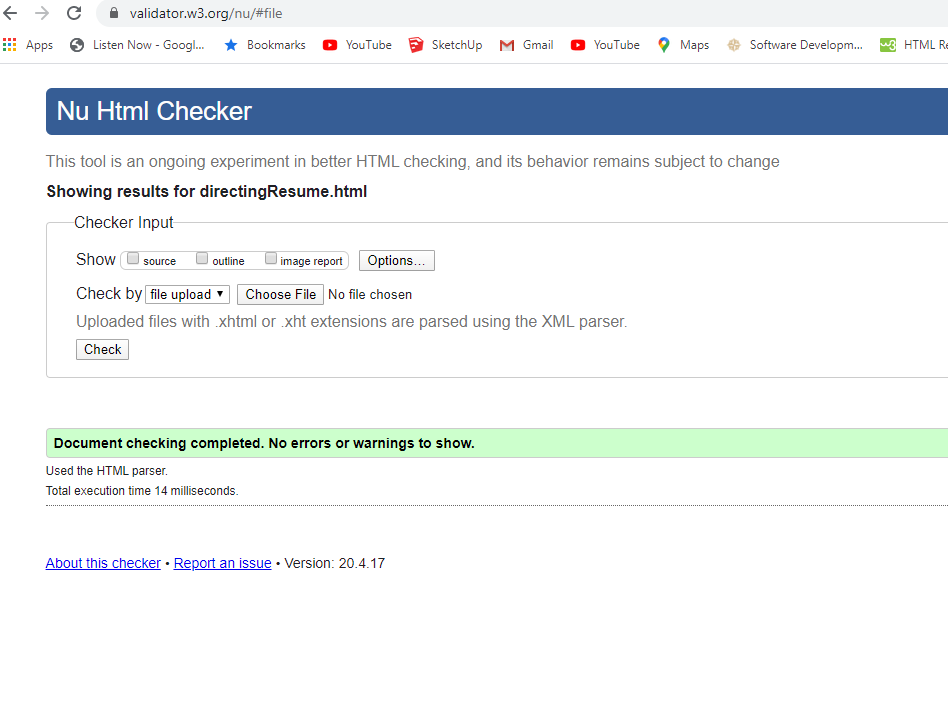 validator.w3.org/nu/#file
Apps Listen Now - Googl... Bookmarks YouTube SketchUp Gmail YouTube Maps Software Developm... HTML Re
Nu Html Checker
This tool is an ongoing experiment in better HTML checking, and its behavior remains subject to change
Showing results for directingResume.html
Checker Input
Show source outline image report Options...
Check by file upload Choose File No file chosen
Uploaded files with .xhtml or .xht extensions are parsed using the XML parser.
Check
Document checking completed. No errors or warnings to show.
Used the HTML parser.
Total execution time 14 milliseconds.
About this checker • Report an issue • Version: 20.4.17